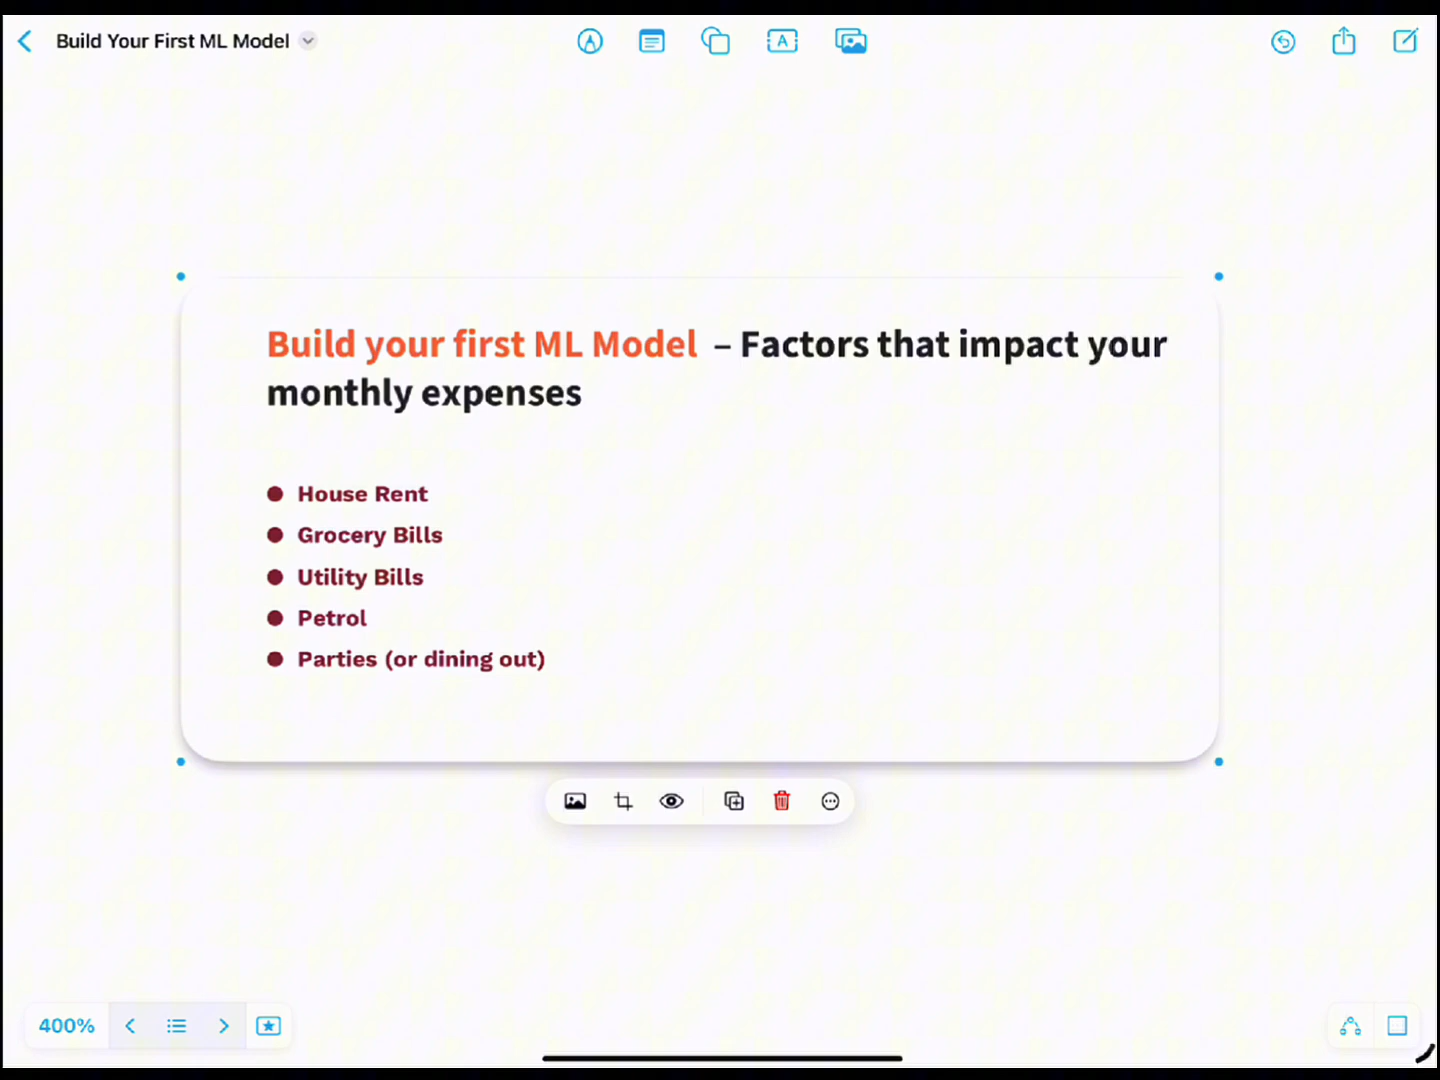 Build Your First ML Model
Build your first ML Model – Factors that impact your
monthly expenses
House Rent
Grocery Bills
Utility Bills
Petrol
Parties (or dining out)
400%